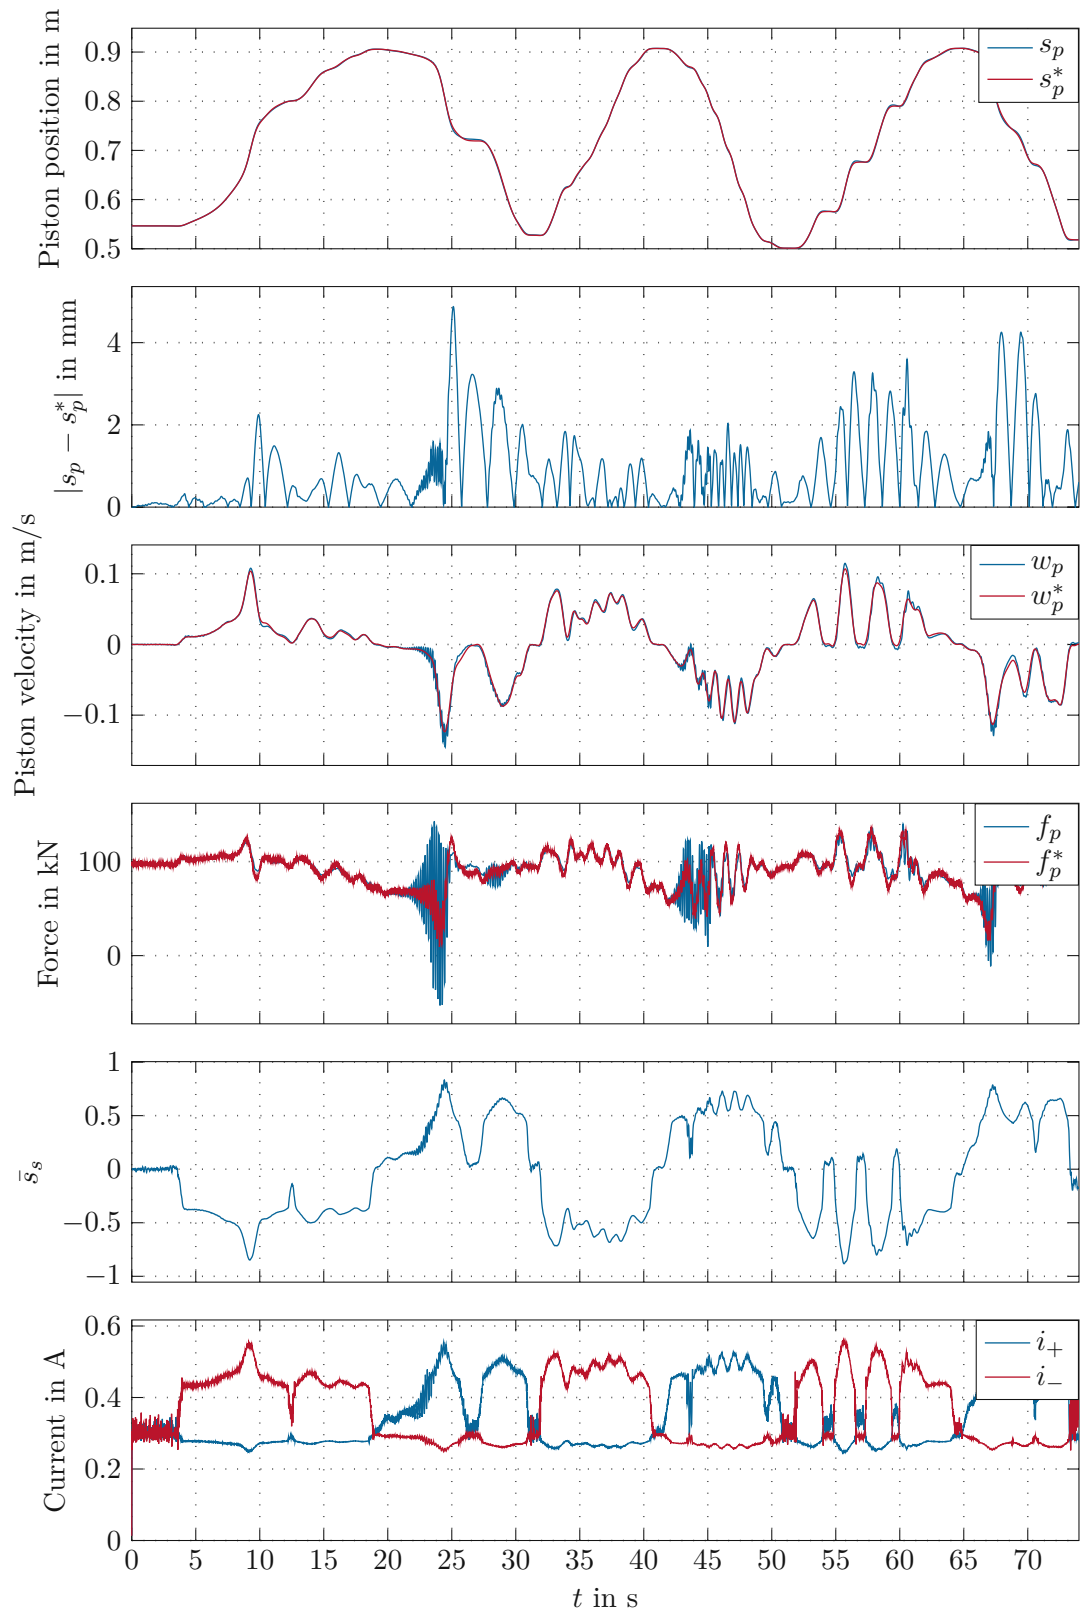 Piston position in m
0.9
0.8
0.7
0.6
0.5
s_p
s_p^*
|s_p − s_p^*| in mm
4
2
0
Piston velocity in m/s
0.1
0
−0.1
w_p
w_p^*
Force in kN
100
0
f_p
f_p^*
s̄_s
1
0.5
0
−0.5
−1
Current in A
0.6
0.4
0.2
0
i_+
i_−
0 5 10 15 20 25 30 35 40 45 50 55 60 65 70
t in s